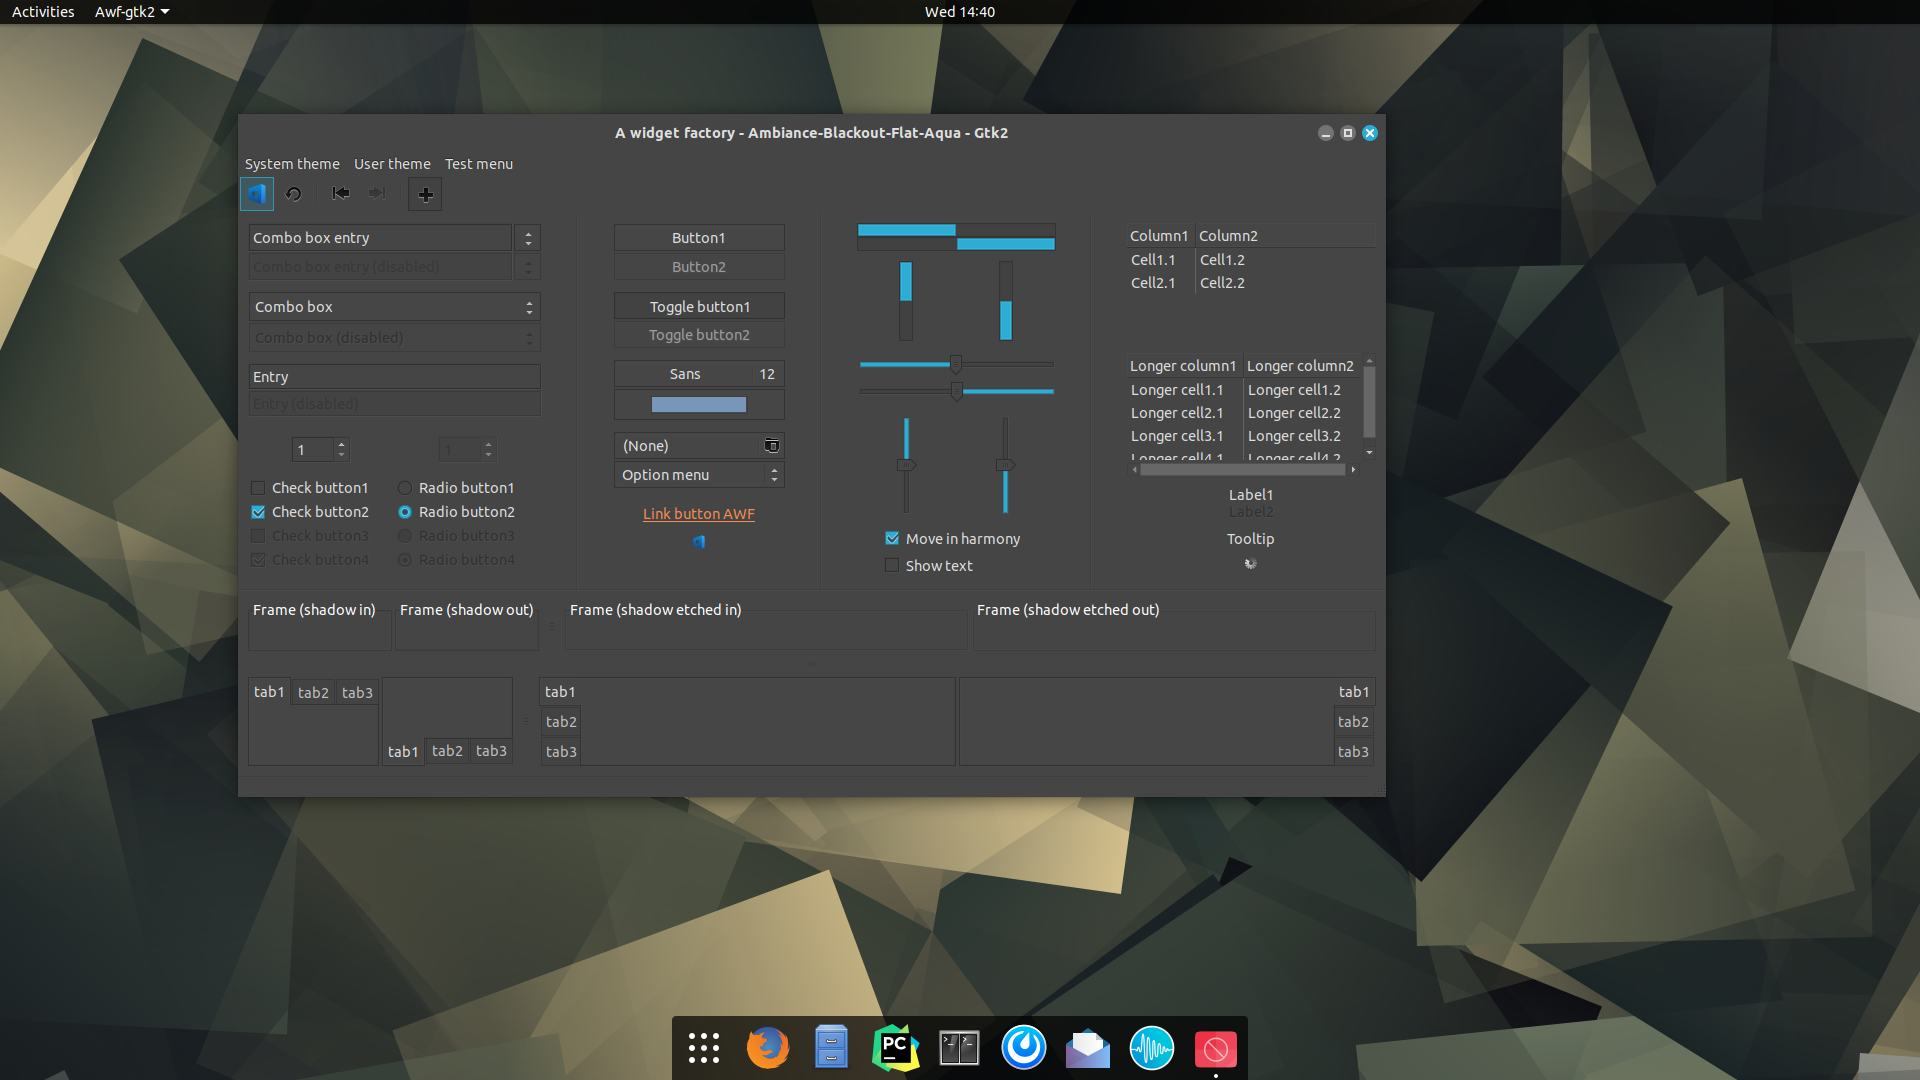 Activities Awf-gtk2 Wed 14:40
A widget factory - Ambiance-Blackout-Flat-Aqua - Gtk2
System theme User theme Test menu
Combo box entry
Combo box entry (disabled)
Combo box
Combo box (disabled)
Entry
Entry (disabled)
1 1
Check button1 Radio button1
Check button2 Radio button2
Check button3 Radio button3
Check button4 Radio button4
Button1
Button2
Toggle button1
Toggle button2
Sans 12
(None)
Option menu
Link button AWF
Move in harmony
Show text
Column1 Column2
Cell1.1 Cell1.2
Cell2.1 Cell2.2
Longer column1 Longer column2
Longer cell1.1 Longer cell1.2
Longer cell2.1 Longer cell2.2
Longer cell3.1 Longer cell3.2
Longer cell4.1 Longer cell4.2
Label1
Label2
Tooltip
Frame (shadow in) Frame (shadow out) Frame (shadow etched in) Frame (shadow etched out)
tab1 tab2 tab3
tab1 tab2 tab3
tab1
tab2
tab3
tab1
tab2
tab3
PC